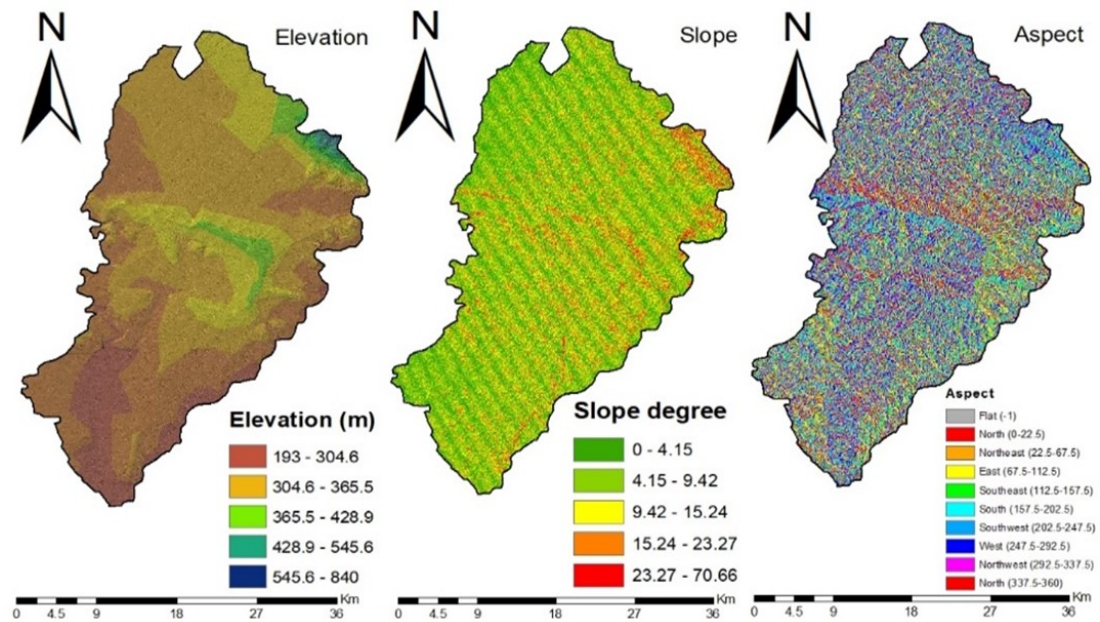 N
Elevation
Elevation (m)
193 - 304.6
304.6 - 365.5
365.5 - 428.9
428.9 - 545.6
545.6 - 840
0 4.5 9 18 27 36 Km
N
Slope
Slope degree
0 - 4.15
4.15 - 9.42
9.42 - 15.24
15.24 - 23.27
23.27 - 70.66
0 4.5 9 18 27 36 Km
N
Aspect
Aspect
Flat (-1)
North (0-22.5)
Northeast (22.5-67.5)
East (67.5-112.5)
Southeast (112.5-157.5)
South (157.5-202.5)
Southwest (202.5-247.5)
West (247.5-292.5)
Northwest (292.5-337.5)
North (337.5-360)
0 4.5 9 18 27 36 Km